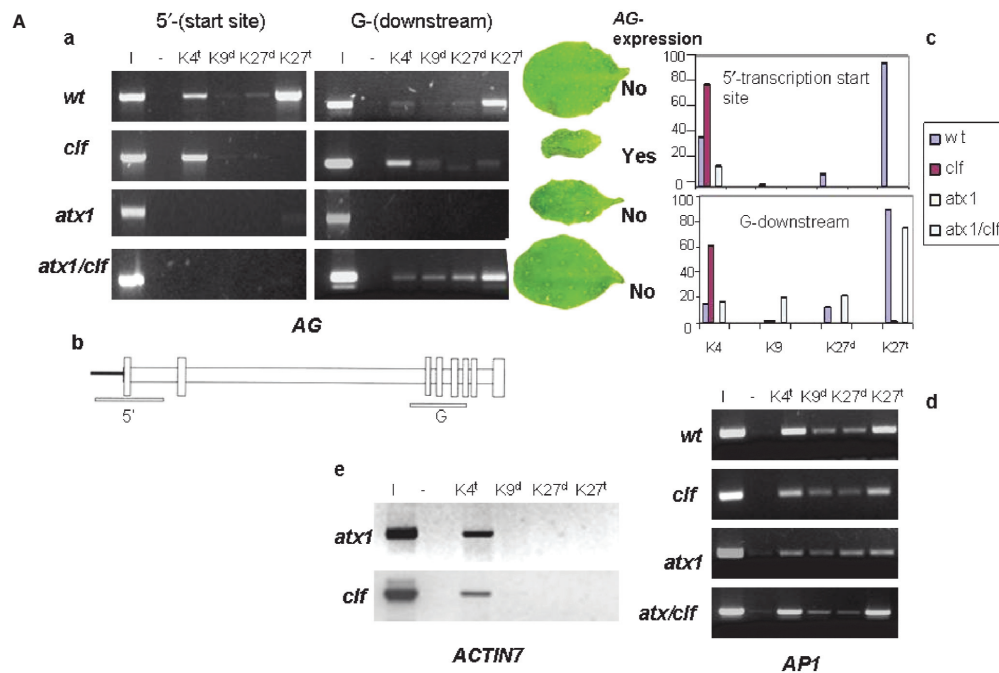 A
5′-(start site)
G-(downstream)
a
I - K4ᵗ K9ᵈ K27ᵈ K27ᵗ
I - K4ᵗ K9ᵈ K27ᵈ K27ᵗ
wt
clf
atx1
atx1/clf
AG
No
Yes
No
No
AG-
expression
c
100
80
60
40
20
0
5′-transcription start
site
100
80
60
40
20
0
G-downstream
K4 K9 K27ᵈ K27ᵗ
wt
clf
atx1
atx1/clf
b
5'
G
d
I - K4ᵗ K9ᵈ K27ᵈ K27ᵗ
wt
clf
atx1
atx/clf
AP1
e
I - K4ᵗ K9ᵈ K27ᵈ K27ᵗ
atx1
clf
ACTIN7